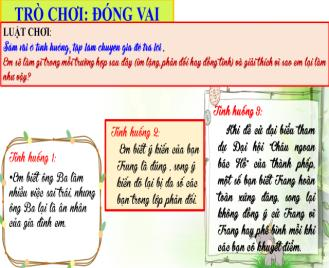 TRÒ CHƠI: ĐÓNG VAI
LUẬT CHƠI:
Sắm vai ở tình huống, tập làm chuyên gia để trả lời.
Em sẽ làm gì trong mỗi trường hợp sau đây (im lặng, phản đối hay đồng tình) và giải thích vì sao em lại làm
như vậy?
Tình huống 1:
•Em biết ông Ba làm
nhiều việc sai trái, nhưng
ông Ba lại là ân nhân
của gia đình em.
Tình huống 2:
Em biết ý kiến của bạn
Trung là đúng, song ý
kiến đó lại bị đa số các
bạn trong lớp phản đối.
Tình huống 3:
Khi đề cử đại biểu tham
dự Đại hội "Cháu ngoan
bác Hồ" của thành phố,
một số bạn biết Trang hoàn
toàn xứng đáng, song lại
không đồng ý cử Trang vì
Trang hay phê bình mỗi khi
các bạn có khuyết điểm.